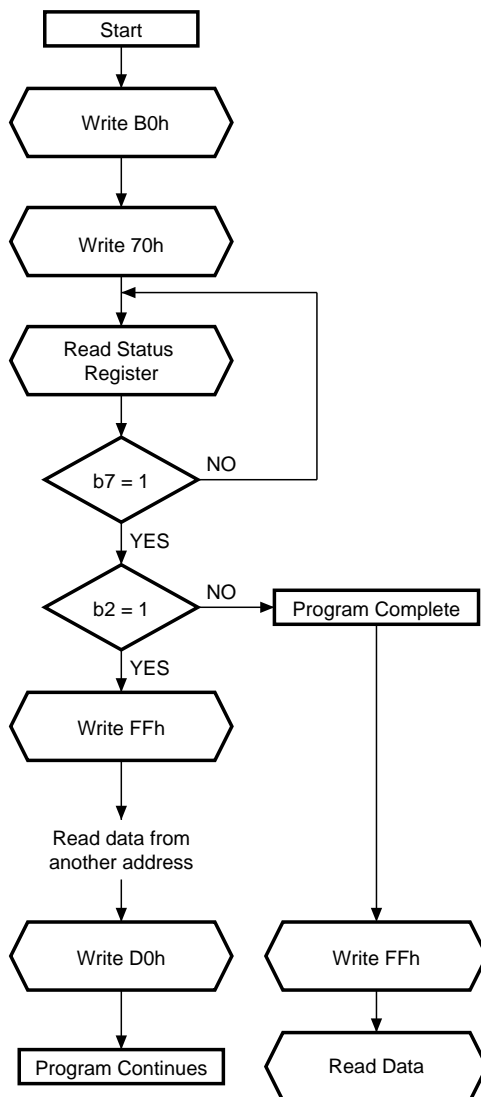 Start
Write B0h
Write 70h
Read Status
Register
b7 = 1
NO
YES
b2 = 1
NO
Program Complete
YES
Write FFh
Read data from
another address
Write D0h
Write FFh
Program Continues
Read Data